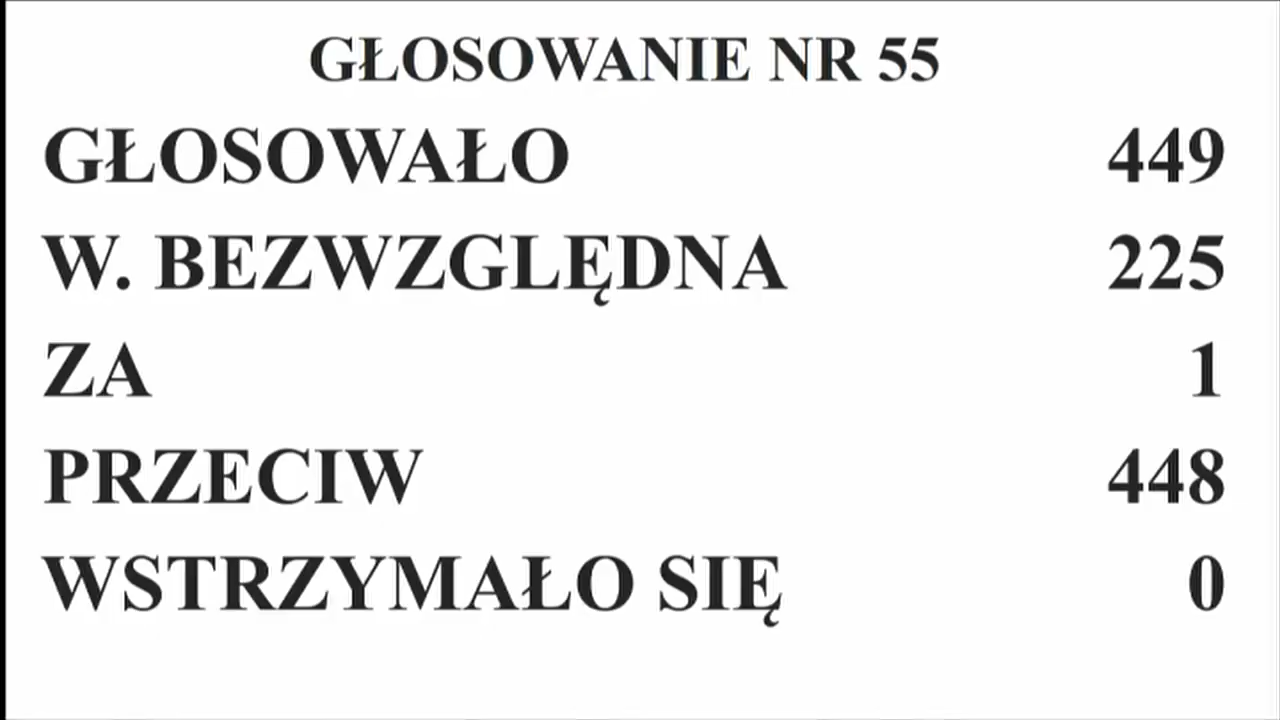 GŁOSOWANIE NR 55
GŁOSOWAŁO 449
W. BEZWZGLĘDNA 225
ZA 1
PRZECIW 448
WSTRZYMAŁO SIĘ 0